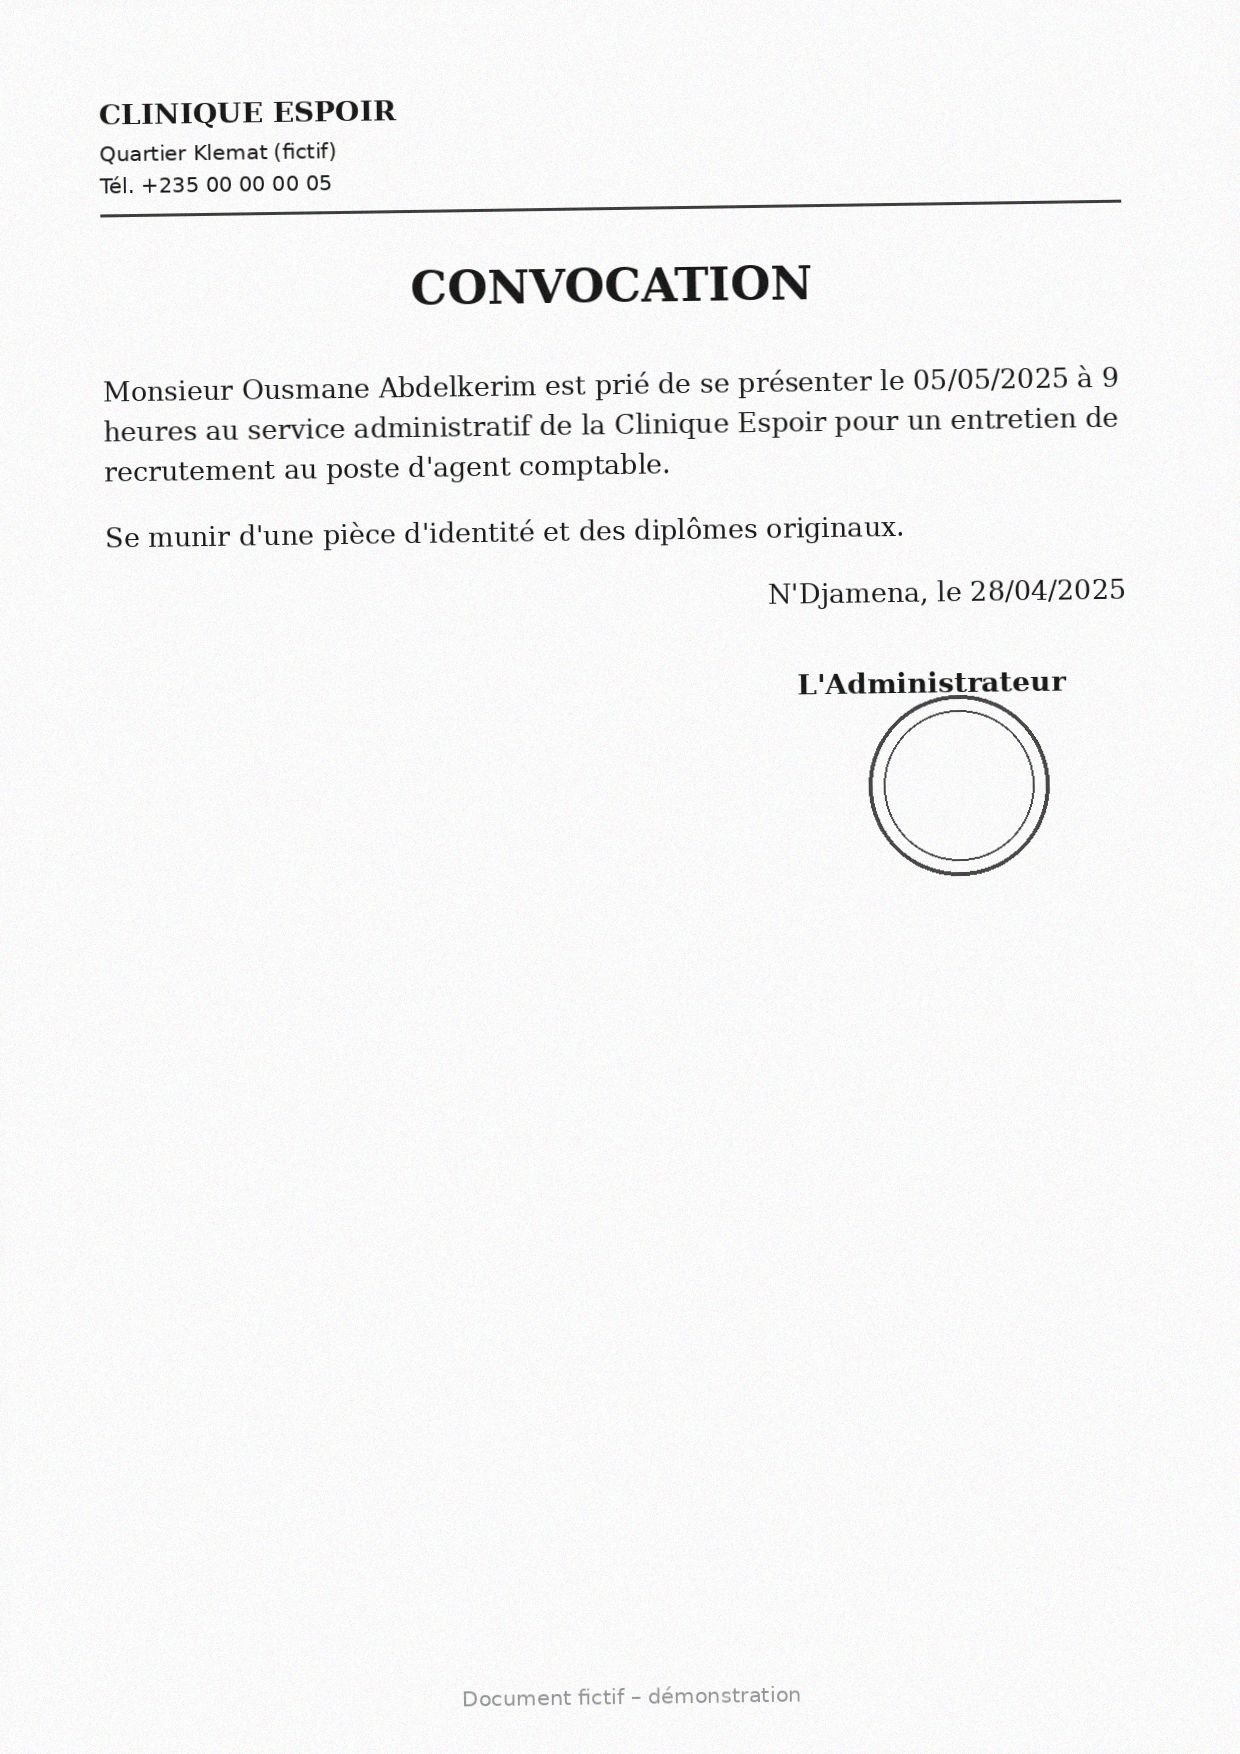 CLINIQUE ESPOIR
Quartier Klemat (fictif)
Tél. +235 00 00 00 05
CONVOCATION
Monsieur Ousmane Abdelkerim est prié de se présenter le 05/05/2025 à 9
heures au service administratif de la Clinique Espoir pour un entretien de
recrutement au poste d'agent comptable.
Se munir d'une pièce d'identité et des diplômes originaux.
N'Djamena, le 28/04/2025
L'Administrateur
Document fictif – démonstration